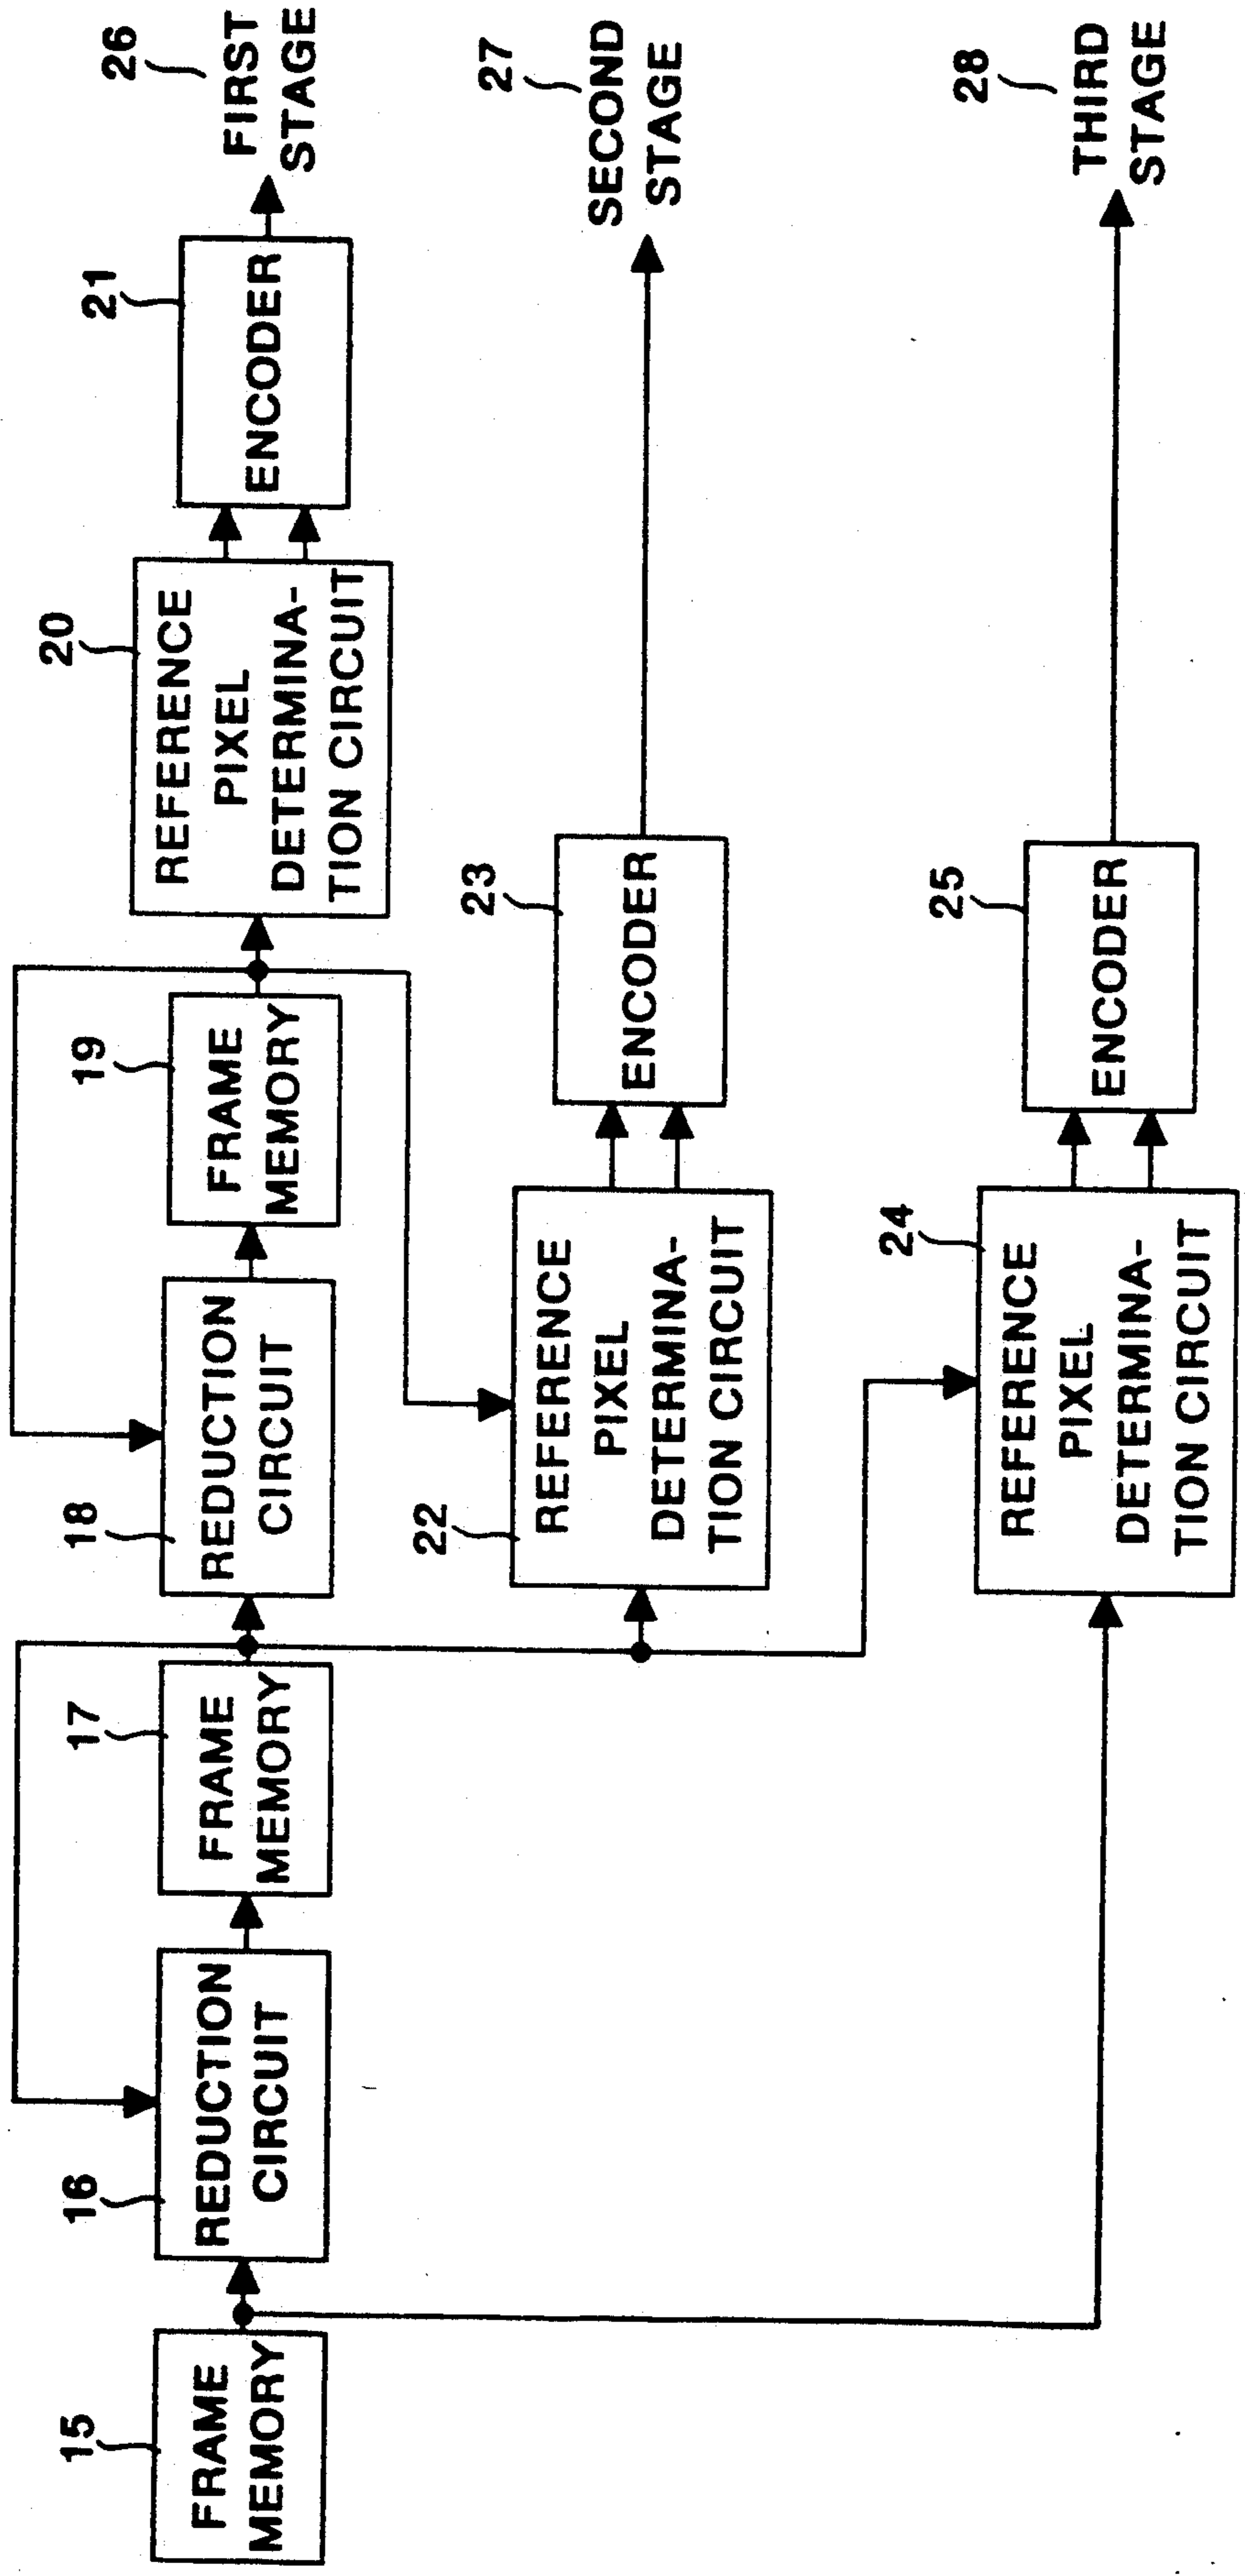 15
FRAME
MEMORY
16
REDUCTION
CIRCUIT
17
FRAME
MEMORY
18
REDUCTION
CIRCUIT
19
FRAME
MEMORY
20
REFERENCE
PIXEL
DETERMINA-
TION CIRCUIT
21
ENCODER
26
FIRST
STAGE
22
REFERENCE
PIXEL
DETERMINA-
TION CIRCUIT
23
ENCODER
27
SECOND
STAGE
24
REFERENCE
PIXEL
DETERMINA-
TION CIRCUIT
25
ENCODER
28
THIRD
STAGE